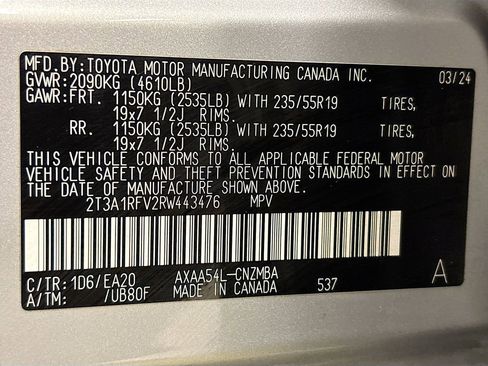 MFD.BY:TOYOTA MOTOR MANUFACTURING CANADA INC. 03/24
GVWR:2090KG (4610LB)
GAWR:FRT. 1150KG (2535LB) WITH 235/55R19 TIRES,
19x7 1/2J RIMS.
RR. 1150KG (2535LB) WITH 235/55R19 TIRES,
19x7 1/2J RIMS.
THIS VEHICLE CONFORMS TO ALL APPLICABLE FEDERAL MOTOR
VEHICLE SAFETY AND THEFT PREVENTION STANDARDS IN EFFECT ON
THE DATE OF MANUFACTURE SHOWN ABOVE.
2T3A1RFV2RW443476 MPV
C/TR:1D6/EA20 AXAA54L-CNZMBA A
A/TM: /UB80F MADE IN CANADA 537